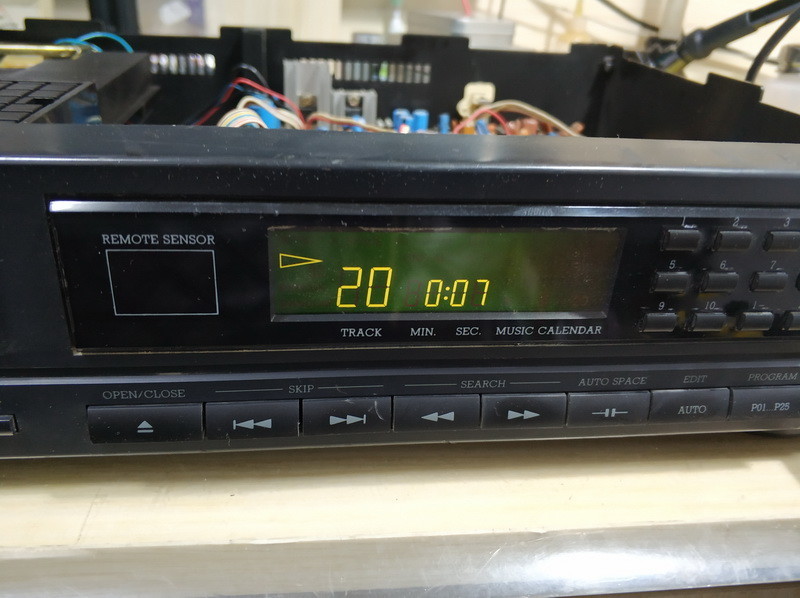 REMOTE SENSOR
20 0:07
TRACK MIN. SEC. MUSIC CALENDAR
1 2 3
5 6 7
9 10
OPEN/CLOSE SKIP SEARCH AUTO SPACE EDIT PROGRAM
AUTO P01...P25